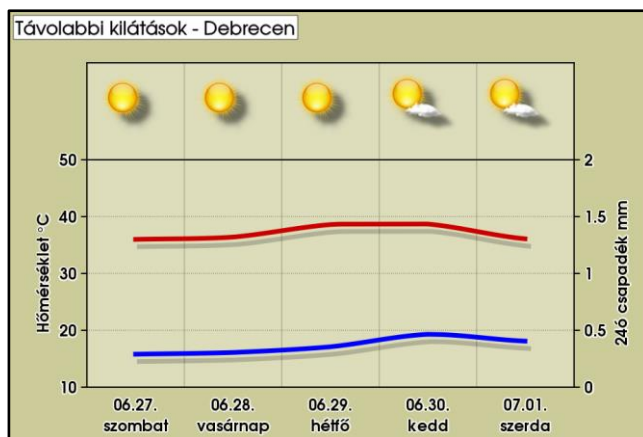 Távolabbi kilátások - Debrecen
50
40
30
20
10
Hőmérséklet °C
2
1.5
1
0.5
0
24ó csapadék mm
06.27. 06.28. 06.29. 06.30. 07.01.
szombat vasárnap hétfő kedd szerda